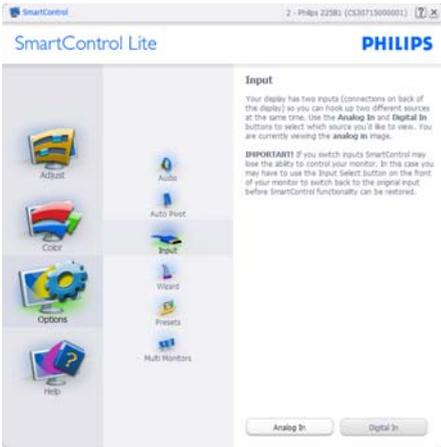 SmartControl
2 - Philips 225B1 (CS30715000001)
SmartControl Lite
PHILIPS
Adjust
Color
Options
Help
Audio
Auto Pivot
Input
Wizard
Presets
Multi Monitors
Input
Your display has two inputs (connections on back of
the display) so you can hook up two different sources
at the same time. Use the Analog In and Digital In
buttons to select which source you'd like to view. You
are currently viewing the analog in image.
IMPORTANT! If you switch inputs SmartControl may
lose the ability to control your monitor. In this case you
may have to use the Input Select button on the front
of your monitor to switch back to the original input
before SmartControl functionality can be restored.
Analog In
Digital In